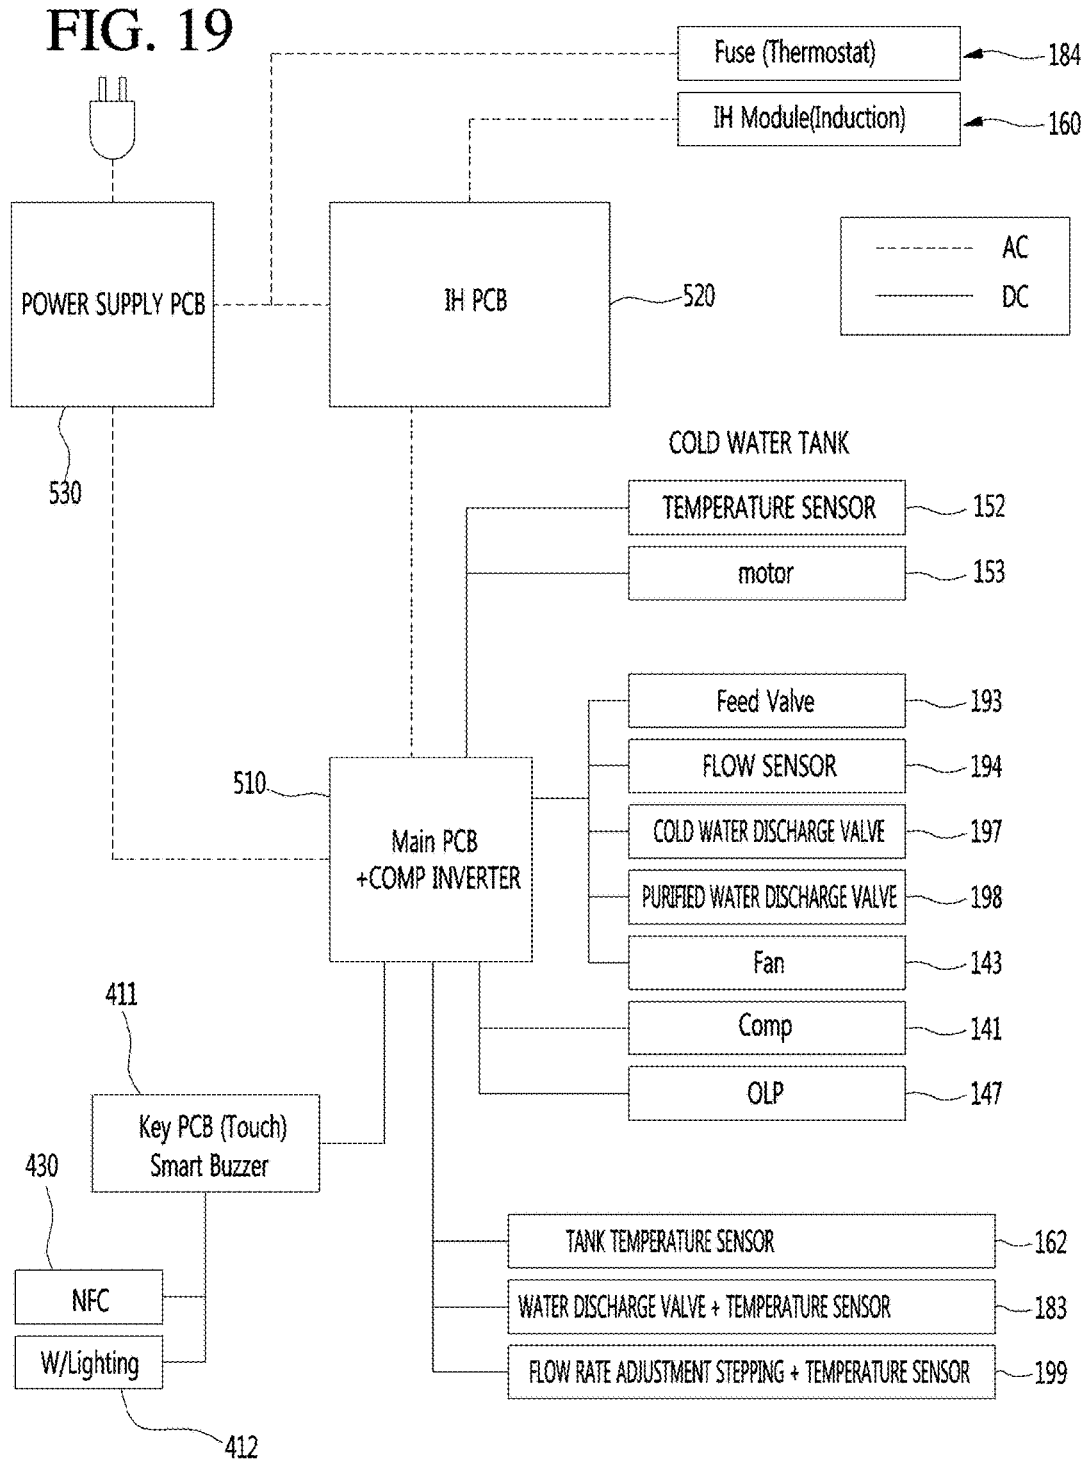 FIG. 19
Fuse (Thermostat)
184
IH Module(Induction)
160
POWER SUPPLY PCB
IH PCB
520
AC
DC
530
COLD WATER TANK
TEMPERATURE SENSOR
152
motor
153
Feed Valve
193
510
FLOW SENSOR
194
Main PCB
+COMP INVERTER
COLD WATER DISCHARGE VALVE
197
PURIFIED WATER DISCHARGE VALVE
198
Fan
143
411
Comp
141
OLP
147
Key PCB (Touch)
Smart Buzzer
430
TANK TEMPERATURE SENSOR
162
NFC
WATER DISCHARGE VALVE + TEMPERATURE SENSOR
183
W/Lighting
FLOW RATE ADJUSTMENT STEPPING + TEMPERATURE SENSOR
199
412